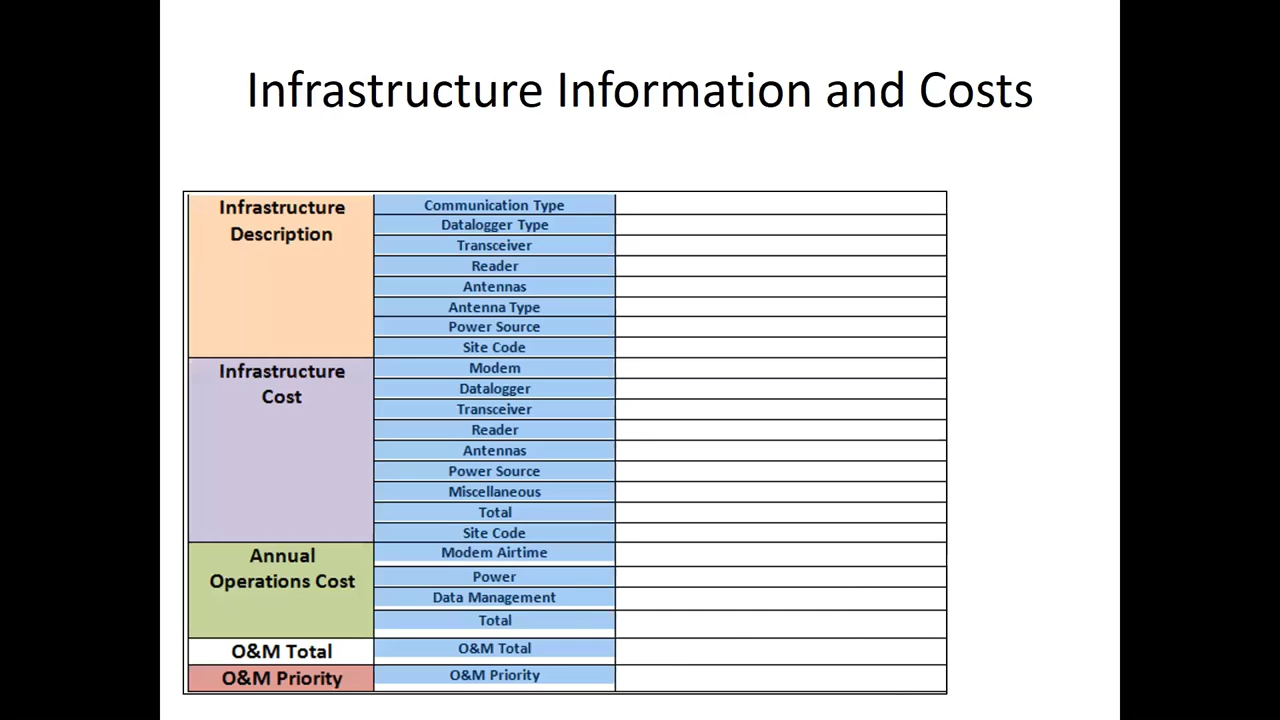 Infrastructure Information and Costs
Infrastructure
Description
Communication Type
Datalogger Type
Transceiver
Reader
Antennas
Antenna Type
Power Source
Site Code
Infrastructure
Cost
Modem
Datalogger
Transceiver
Reader
Antennas
Power Source
Miscellaneous
Total
Site Code
Annual
Operations Cost
Modem Airtime
Power
Data Management
Total
O&M Total
O&M Total
O&M Priority
O&M Priority